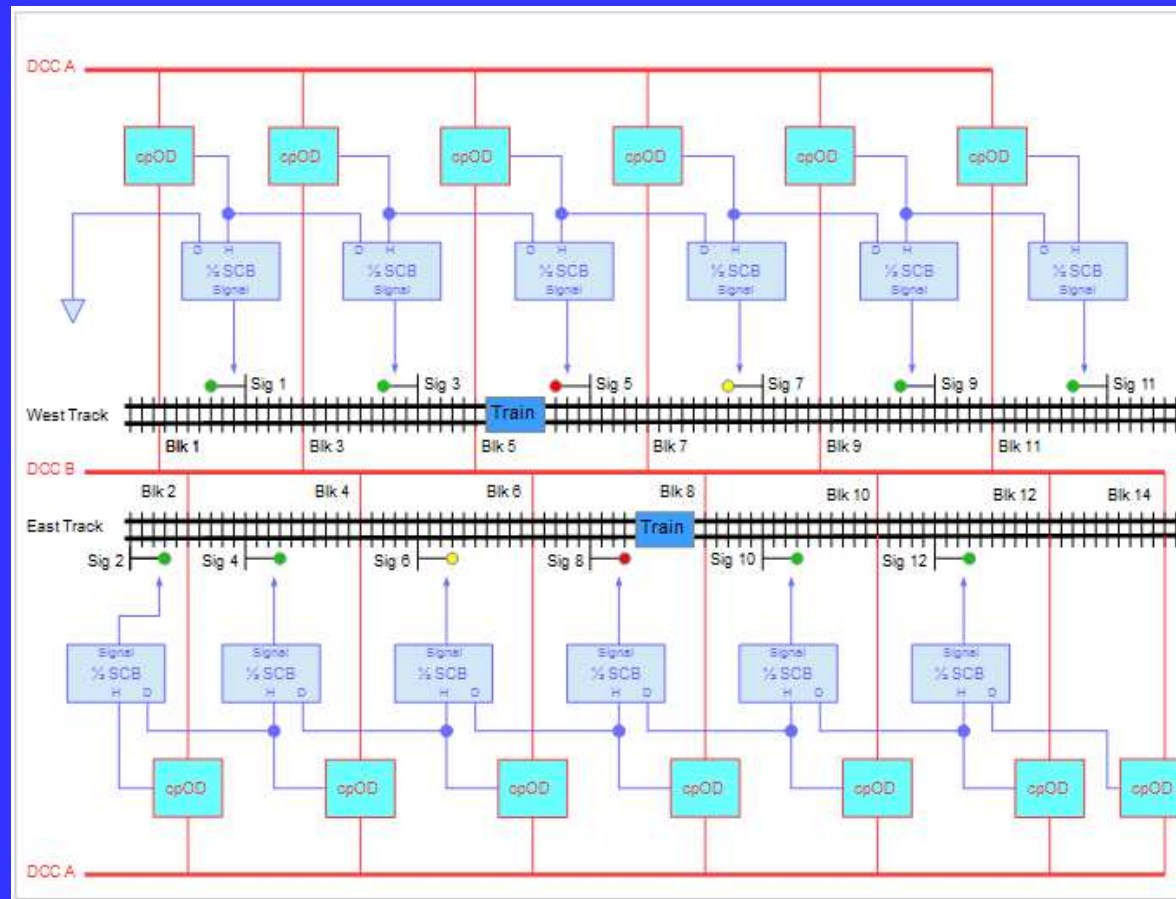 DCC A
cpOD cpOD cpOD cpOD cpOD cpOD
D H D H D H D H D H D H
½ SCB ½ SCB ½ SCB ½ SCB ½ SCB ½ SCB
Signal Signal Signal Signal Signal Signal
Sig 1 Sig 3 Sig 5 Sig 7 Sig 9 Sig 11
West Track Train
Blk 1 Blk 3 Blk 5 Blk 7 Blk 9 Blk 11
DCC B
Blk 2 Blk 4 Blk 6 Blk 8 Blk 10 Blk 12 Blk 14
East Track Train
Sig 2 Sig 4 Sig 6 Sig 8 Sig 10 Sig 12
Signal Signal Signal Signal Signal Signal
½ SCB ½ SCB ½ SCB ½ SCB ½ SCB ½ SCB
H D H D H D H D H D H D
cpOD cpOD cpOD cpOD cpOD cpOD cpOD
DCC A